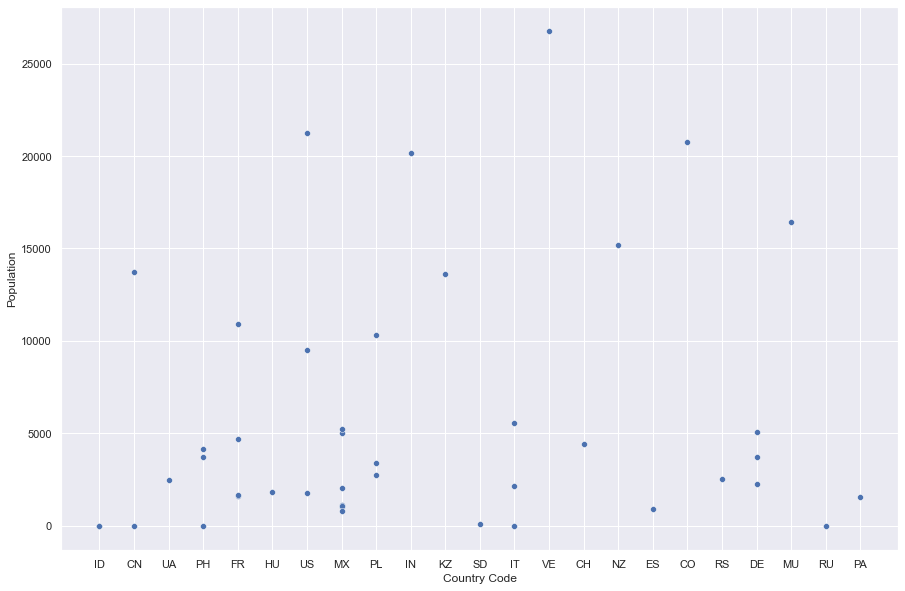 25000
20000
15000
10000
5000
0
Population
ID CN UA PH FR HU US MX PL IN KZ SD IT VE CH NZ ES CO RS DE MU RU PA
Country Code